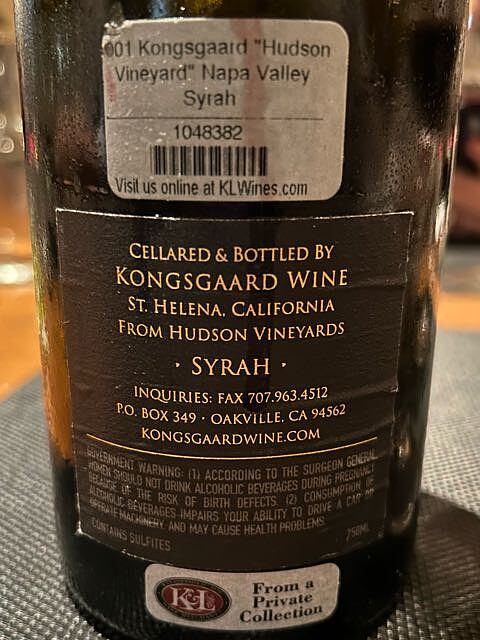 001 Kongsgaard "Hudson
Vineyard" Napa Valley
Syrah
1048382
Visit us online at KLWines.com
CELLARED & BOTTLED BY
KONGSGAARD WINE
ST. HELENA, CALIFORNIA
FROM HUDSON VINEYARDS
· SYRAH ·
INQUIRIES: FAX 707.963.4512
P.O. BOX 349 · OAKVILLE, CA 94562
KONGSGAARDWINE.COM
GOVERNMENT WARNING: (1) ACCORDING TO THE SURGEON GENERAL
WOMEN SHOULD NOT DRINK ALCOHOLIC BEVERAGES DURING PREGNANCY
BECAUSE OF THE RISK OF BIRTH DEFECTS. (2) CONSUMPTION OF
ALCOHOLIC BEVERAGES IMPAIRS YOUR ABILITY TO DRIVE A CAR OR
OPERATE MACHINERY, AND MAY CAUSE HEALTH PROBLEMS.
CONTAINS SULFITES
750ML
K&L
From a
Private
Collection